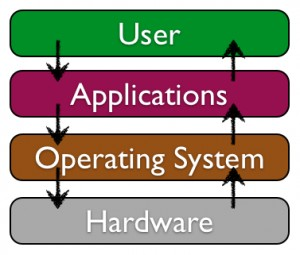 User
Applications
Operating System
Hardware